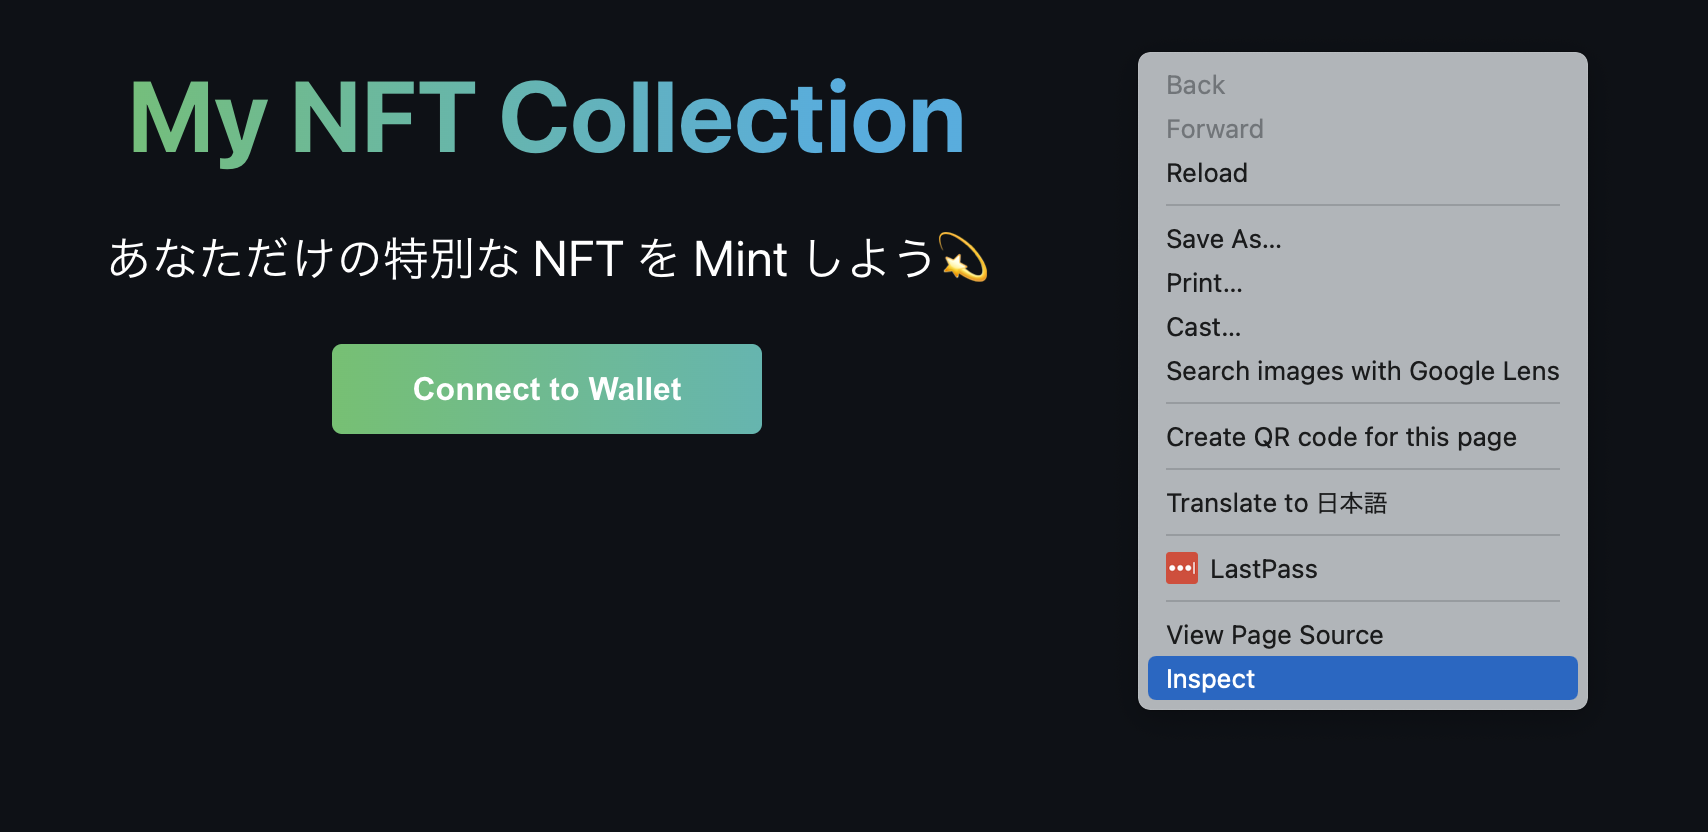 My NFT Collection
あなただけの特別な NFT を Mint しよう💫
Connect to Wallet
Back
Forward
Reload
Save As...
Print...
Cast...
Search images with Google Lens
Create QR code for this page
Translate to 日本語
LastPass
View Page Source
Inspect